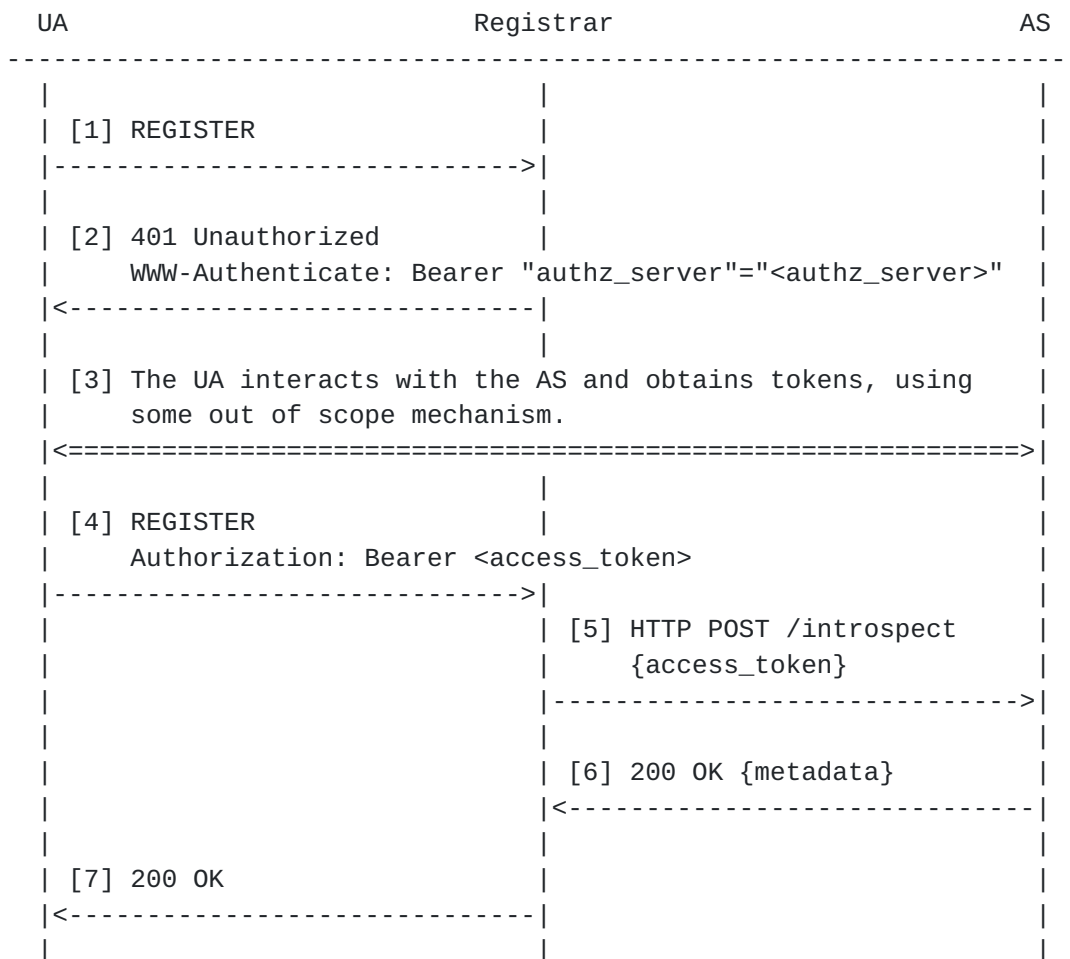 UA Registrar AS
---------------------------------------------------------------------
| | |
| [1] REGISTER | |
|------------------------------>| |
| | |
| [2] 401 Unauthorized | |
| WWW-Authenticate: Bearer "authz_server"="<authz_server>" |
|<------------------------------| |
| | |
| [3] The UA interacts with the AS and obtains tokens, using |
| some out of scope mechanism. |
|<=============================================================>|
| | |
| [4] REGISTER | |
| Authorization: Bearer <access_token> |
|------------------------------>| |
| | [5] HTTP POST /introspect |
| | {access_token} |
| |------------------------------>|
| | |
| | [6] 200 OK {metadata} |
| |<------------------------------|
| | |
| [7] 200 OK | |
|<------------------------------| |
| | |